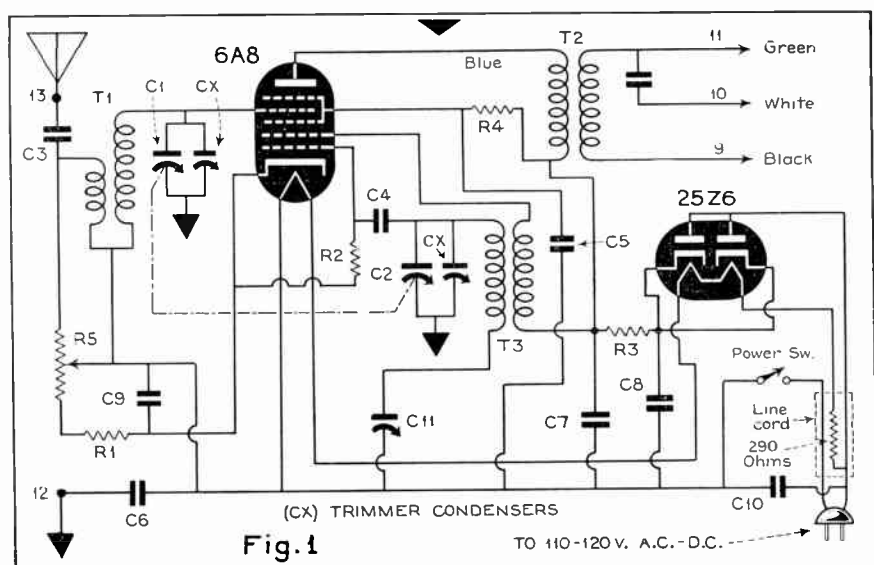 T2
11
Green
6A8
Blue
13
T1
C1
CX
10
White
C3
R4
9
Black
25Z6
C4
C5
R2
CX
C2
R5
T3
R3
Power Sw.
C9
C8
Line
cord
C11
C7
290
Ohms
R1
12
C6
(CX) TRIMMER CONDENSERS
C10
Fig.1
TO 110-120 V. A.C.-D.C.